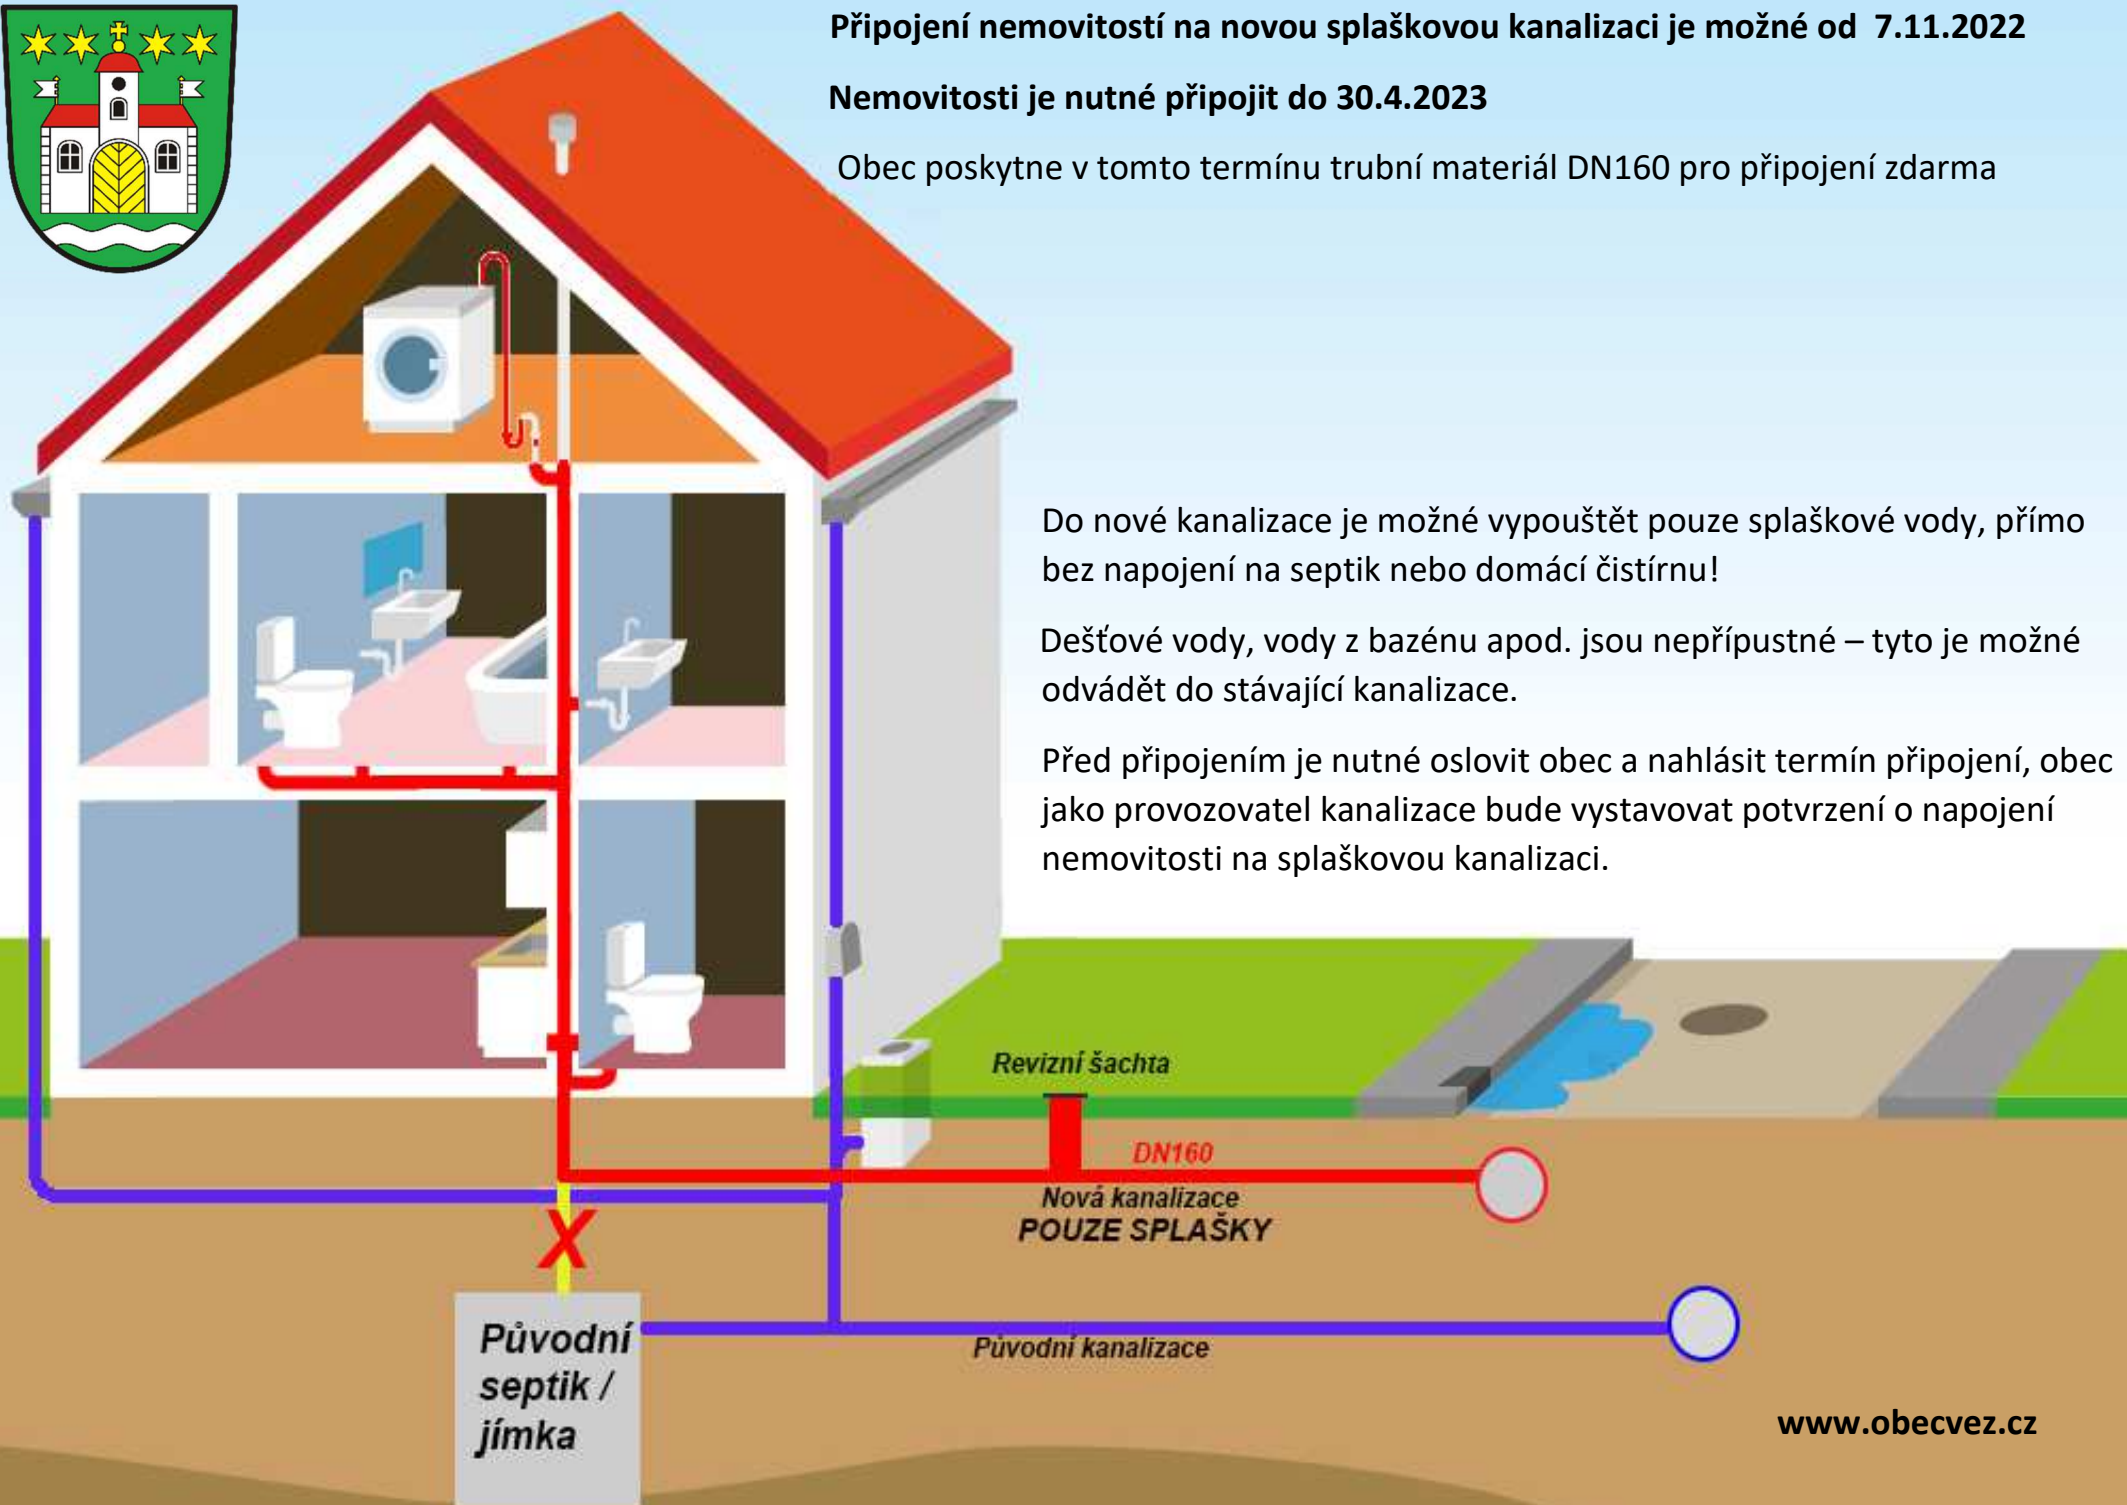 Připojení nemovitostí na novou splaškovou kanalizaci je možné od 7.11.2022
Nemovitosti je nutné připojit do 30.4.2023
Obec poskytne v tomto termínu trubní materiál DN160 pro připojení zdarma
Do nové kanalizace je možné vypouštět pouze splaškové vody, přímo
bez napojení na septik nebo domácí čistírnu!
Dešťové vody, vody z bazénu apod. jsou nepřípustné – tyto je možné
odvádět do stávající kanalizace.
Před připojením je nutné oslovit obec a nahlásit termín připojení, obec
jako provozovatel kanalizace bude vystavovat potvrzení o napojení
nemovitosti na splaškovou kanalizaci.
Revizní šachta
DN160
Nová kanalizace
POUZE SPLAŠKY
X
Původní
septik /
jímka
Původní kanalizace
www.obecvez.cz